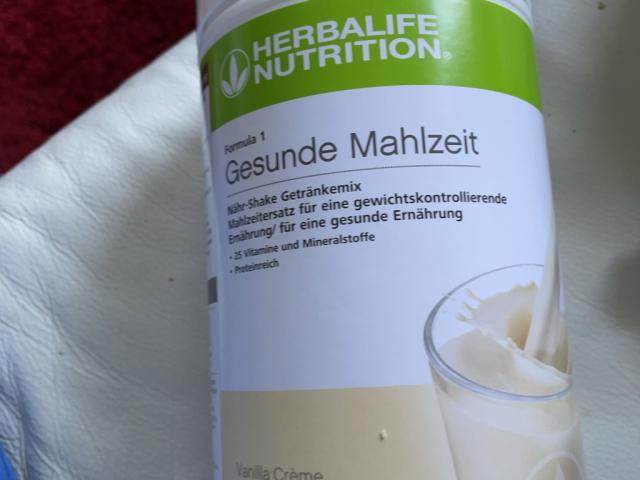 HERBALIFE
NUTRITION®
Formula 1
Gesunde Mahlzeit
Nähr-Shake Getränkemix
Mahlzeitersatz für eine gewichtskontrollierende
Ernährung/ für eine gesunde Ernährung
• 25 Vitamine und Mineralstoffe
• Proteinreich
Vanilla Crème